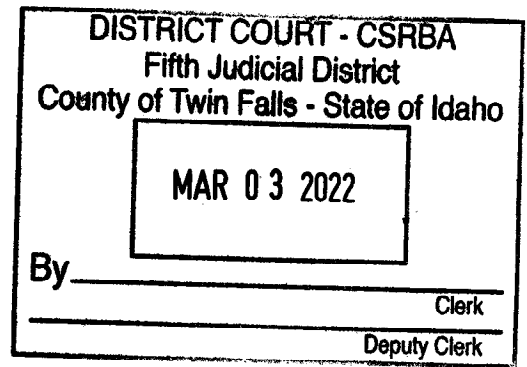 DISTRICT COURT - CSRBA
Fifth Judicial District
County of Twin Falls - State of Idaho
MAR 03 2022
By
Clerk
Deputy Clerk